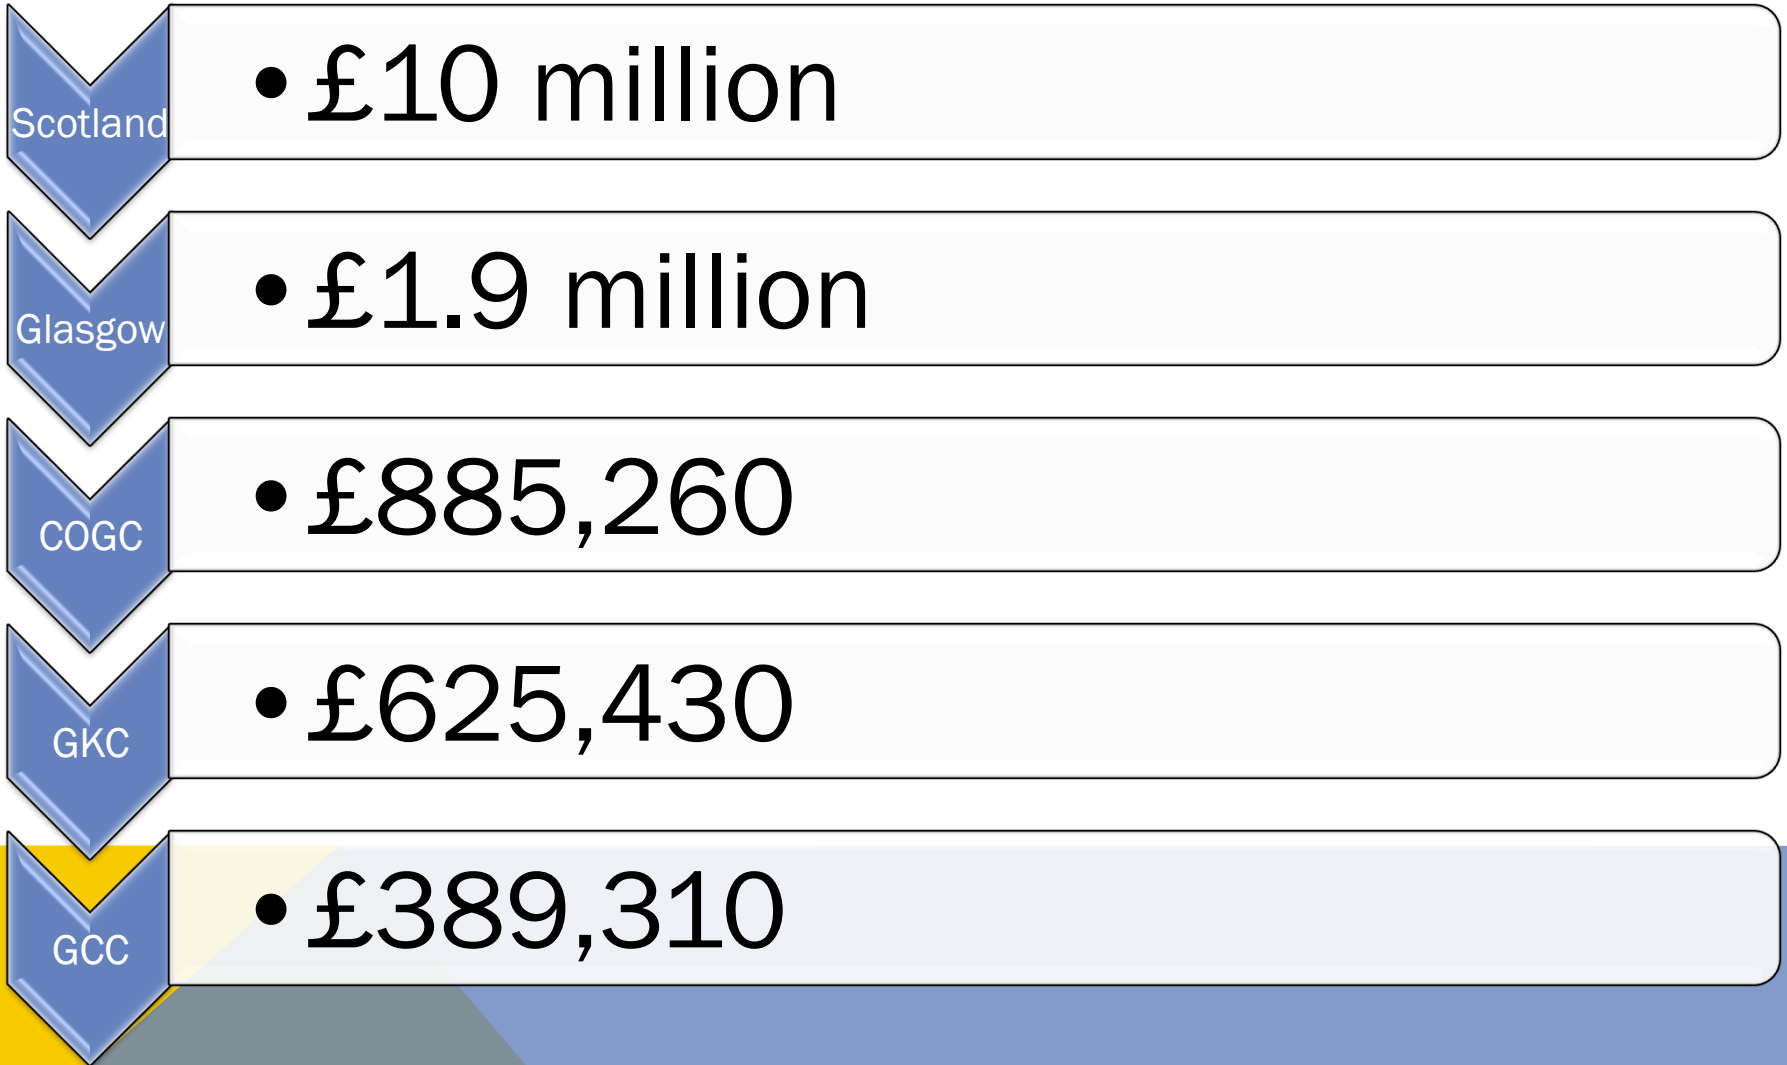 Scotland
• £10 million
Glasgow
• £1.9 million
COGC
• £885,260
GKC
• £625,430
GCC
• £389,310